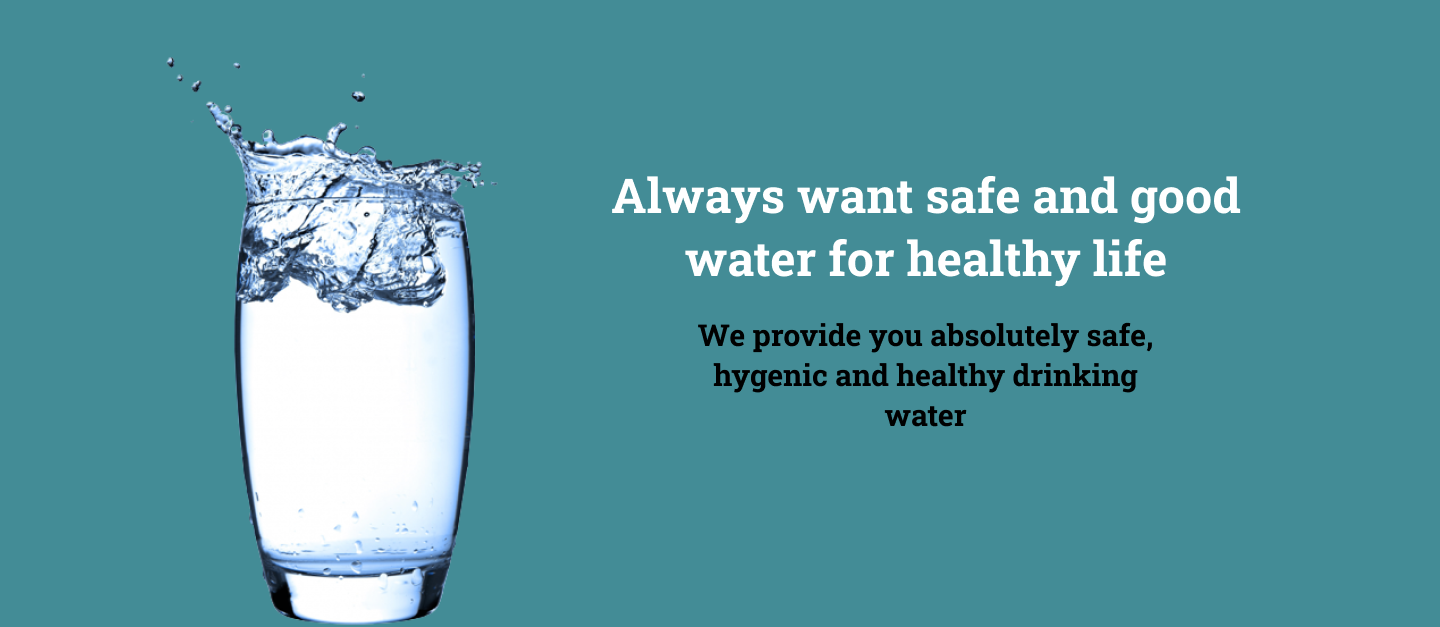 Always want safe and good
water for healthy life
We provide you absolutely safe,
hygenic and healthy drinking
water